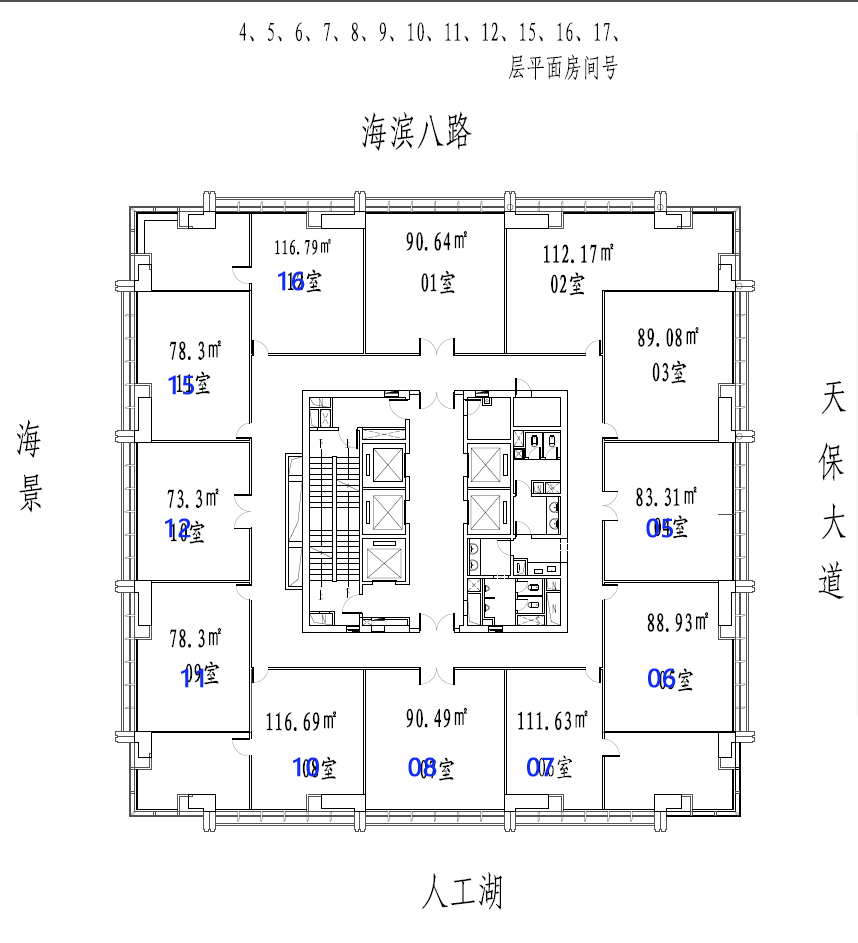 4、5、6、7、8、9、10、11、12、15、16、17、
层平面房间号
海滨八路
116.79㎡
16室
90.64㎡
01室
112.17㎡
02室
78.3㎡
15室
89.08㎡
03室
海景
天保大道
73.3㎡
12室
83.31㎡
05室
78.3㎡
11室
88.93㎡
06室
116.69㎡
10室
90.49㎡
08室
111.63㎡
07室
人工湖